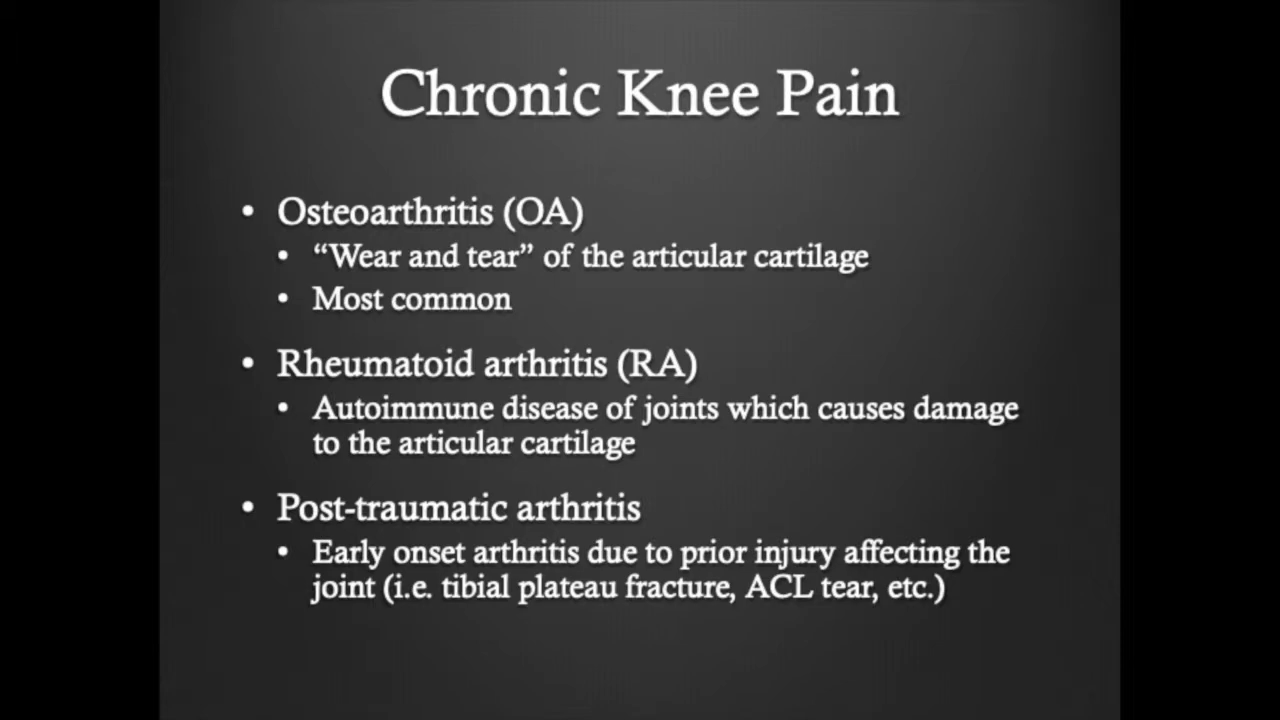 Chronic Knee Pain
• Osteoarthritis (OA)
• “Wear and tear” of the articular cartilage
• Most common
• Rheumatoid arthritis (RA)
• Autoimmune disease of joints which causes damage
to the articular cartilage
• Post-traumatic arthritis
• Early onset arthritis due to prior injury affecting the
joint (i.e. tibial plateau fracture, ACL tear, etc.)